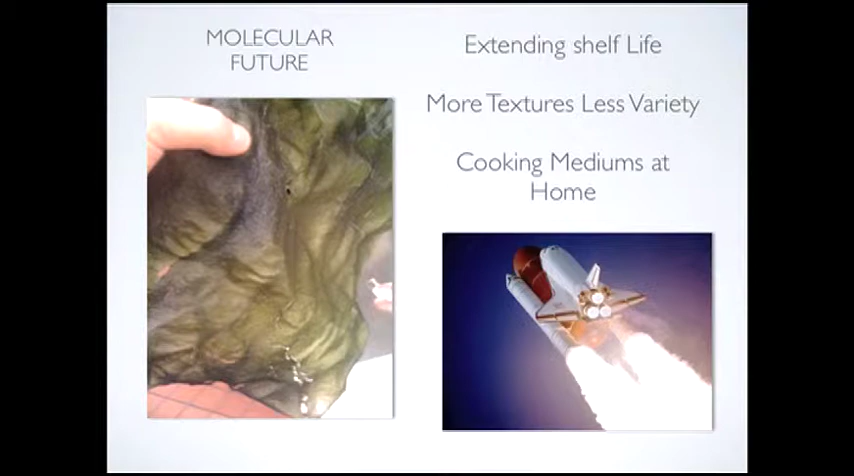 MOLECULAR
FUTURE
Extending shelf Life
More Textures Less Variety
Cooking Mediums at
Home